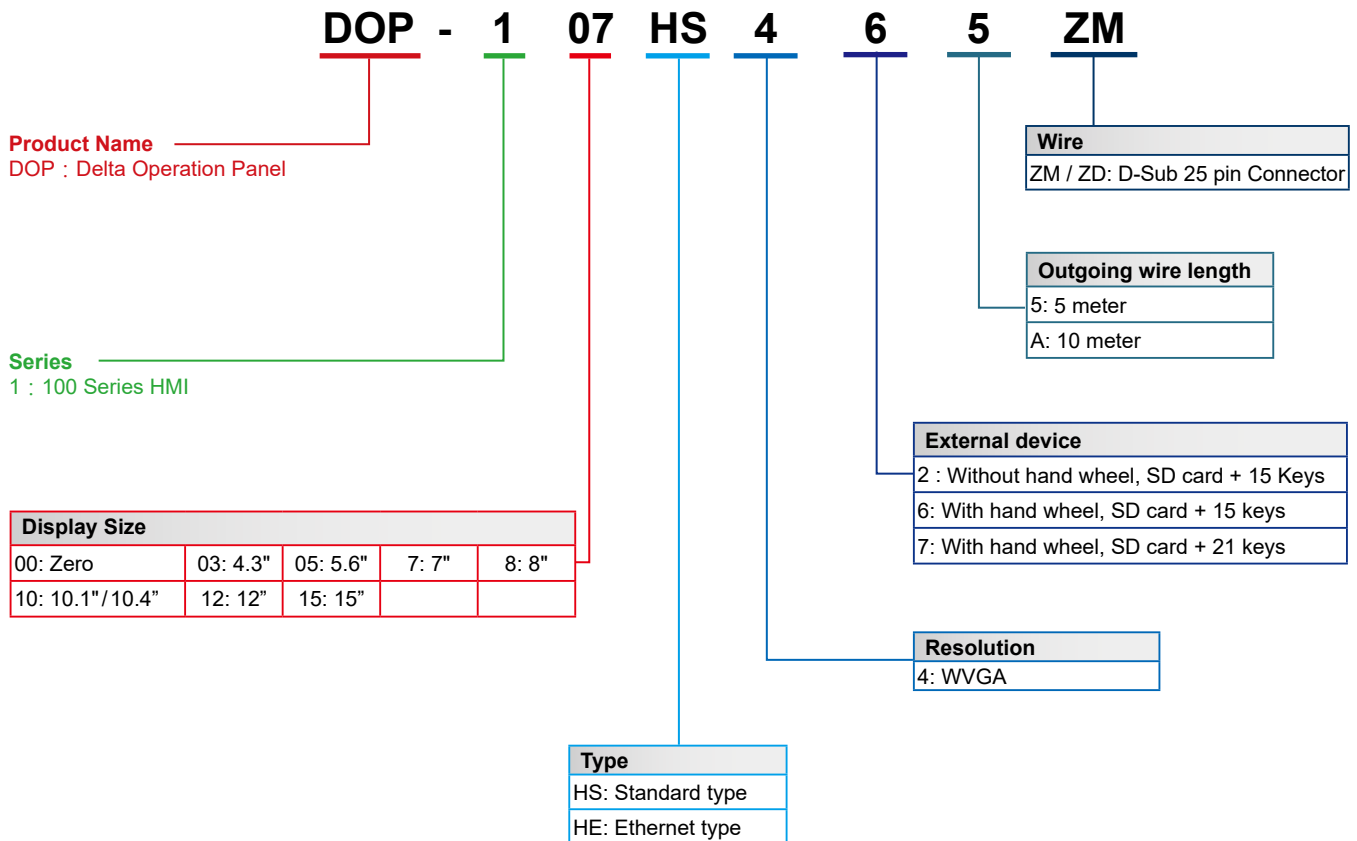 DOP - 1 07 HS 4 6 5 ZM
Product Name
DOP : Delta Operation Panel
Wire
ZM / ZD: D-Sub 25 pin Connector
Outgoing wire length
5: 5 meter
A: 10 meter
Series
1 : 100 Series HMI
External device
2 : Without hand wheel, SD card + 15 Keys
6: With hand wheel, SD card + 15 keys
7: With hand wheel, SD card + 21 keys
Display Size
00: Zero 03: 4.3" 05: 5.6" 7: 7" 8: 8"
10: 10.1"/10.4” 12: 12” 15: 15”
Resolution
4: WVGA
Type
HS: Standard type
HE: Ethernet type